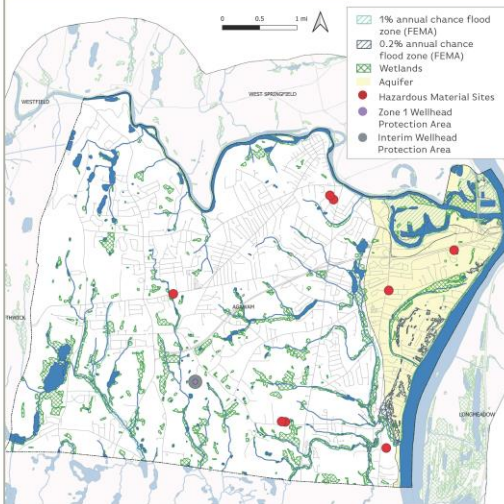 0 0.5 1 mi
1% annual chance flood
zone (FEMA)
0.2% annual chance
flood zone (FEMA)
Wetlands
Aquifer
Hazardous Material Sites
Zone 1 Wellhead
Protection Area
Interim Wellhead
Protection Area
WESTFIELD
WEST SPRINGFIELD
AGAWAM
LONGMEADOW